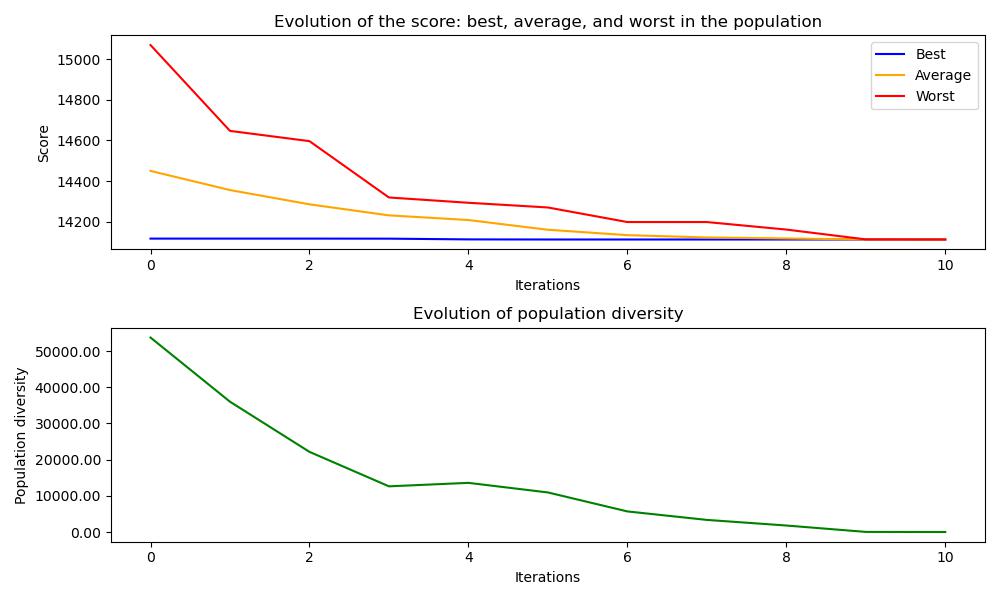 Evolution of the score: best, average, and worst in the population
15000
14800
14600
14400
14200
Score
Best
Average
Worst
0 2 4 6 8 10
Iterations
Evolution of population diversity
50000.00
40000.00
30000.00
20000.00
10000.00
0.00
Population diversity
0 2 4 6 8 10
Iterations